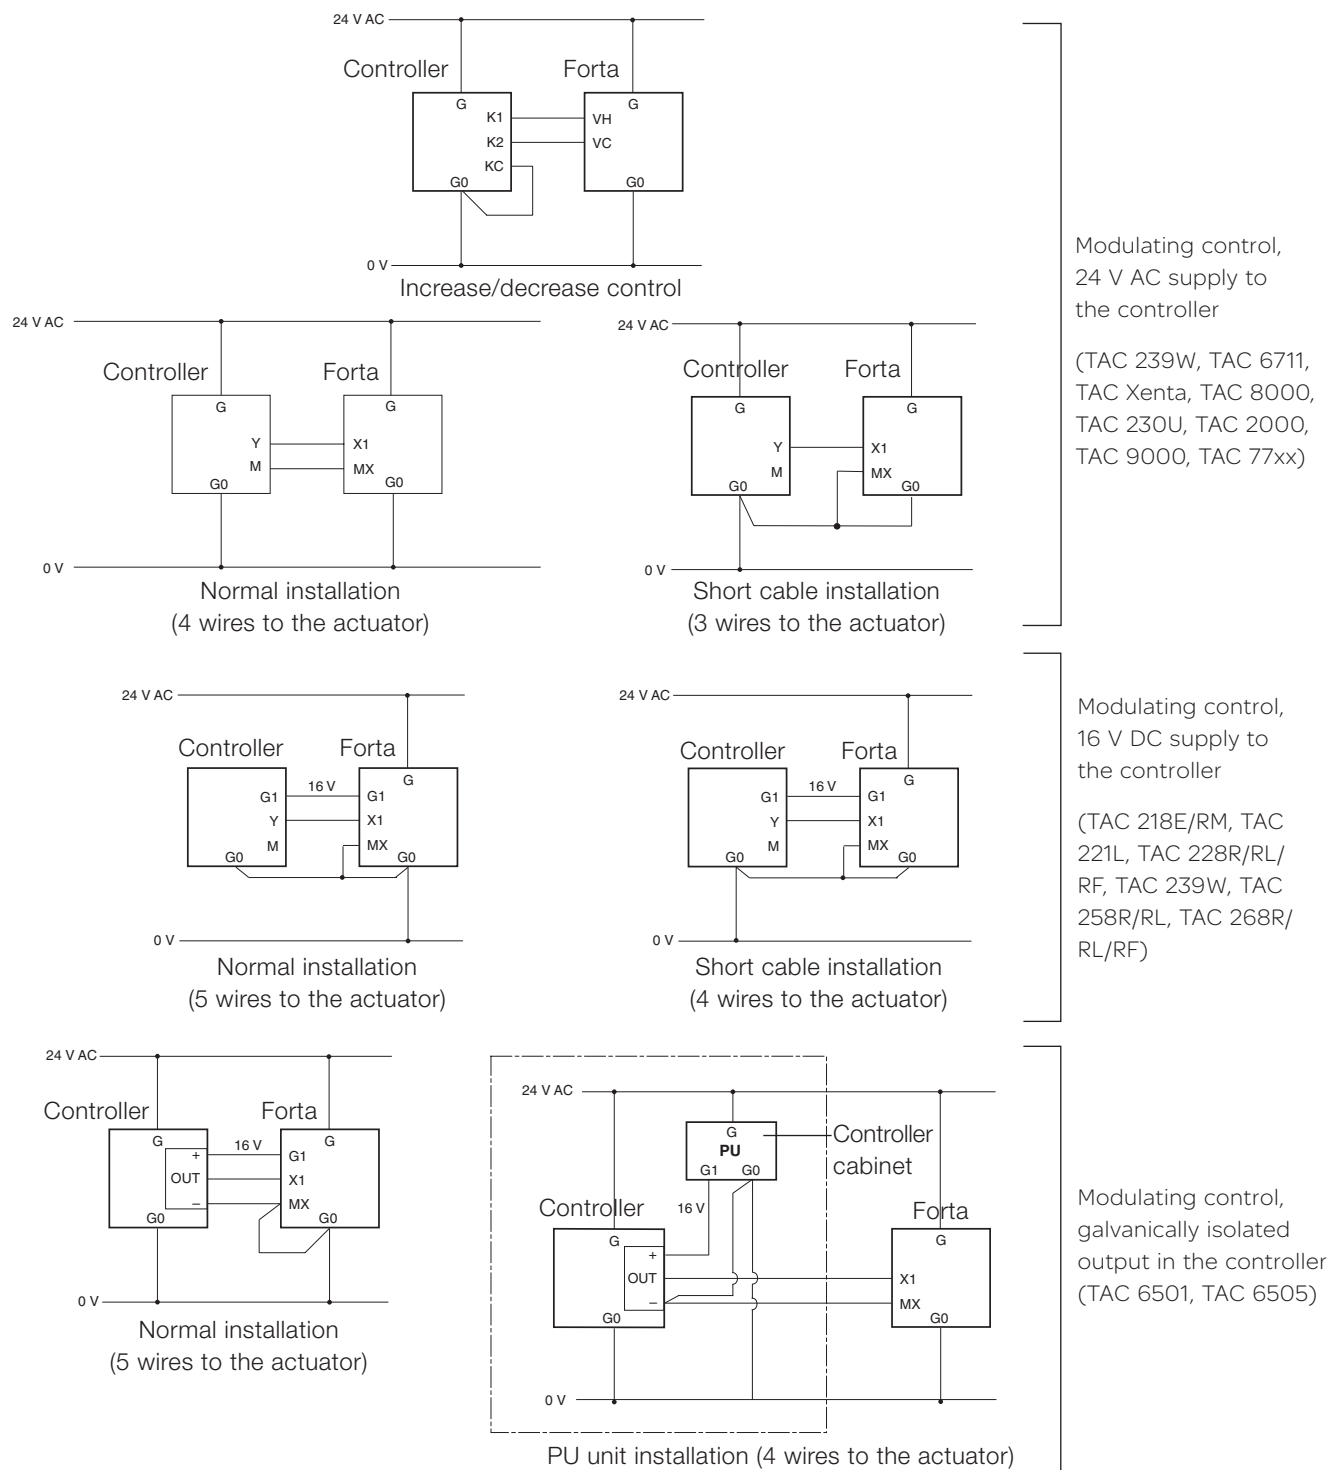 24 V AC
Controller
Forta
G
G
K1
VH
K2
VC
KC
G0
G0
0 V
Increase/decrease control
24 V AC
Controller
Forta
G
G
Y
X1
M
MX
G0
G0
0 V
Normal installation
(4 wires to the actuator)
24 V AC
Controller
Forta
G
G
Y
X1
M
MX
G0
G0
0 V
Short cable installation
(3 wires to the actuator)
Modulating control,
24 V AC supply to
the controller
(TAC 239W, TAC 6711,
TAC Xenta, TAC 8000,
TAC 230U, TAC 2000,
TAC 9000, TAC 77xx)
24 V AC
Controller
Forta
G
G1
16 V
G1
Y
X1
M
MX
G0
G0
0 V
Normal installation
(5 wires to the actuator)
24 V AC
Controller
Forta
G
G1
16 V
G1
Y
X1
M
MX
G0
G0
0 V
Short cable installation
(4 wires to the actuator)
Modulating control,
16 V DC supply to
the controller
(TAC 218E/RM, TAC
221L, TAC 228R/RL/
RF, TAC 239W, TAC
258R/RL, TAC 268R/
RL/RF)
24 V AC
Controller
Forta
G
G
+
16 V
G1
OUT
X1
–
MX
G0
G0
0 V
Normal installation
(5 wires to the actuator)
24 V AC
G
PU
G1
G0
Controller
cabinet
16 V
Controller
Forta
G
G
+
OUT
X1
–
MX
G0
G0
0 V
PU unit installation (4 wires to the actuator)
Modulating control,
galvanically isolated
output in the controller
(TAC 6501, TAC 6505)